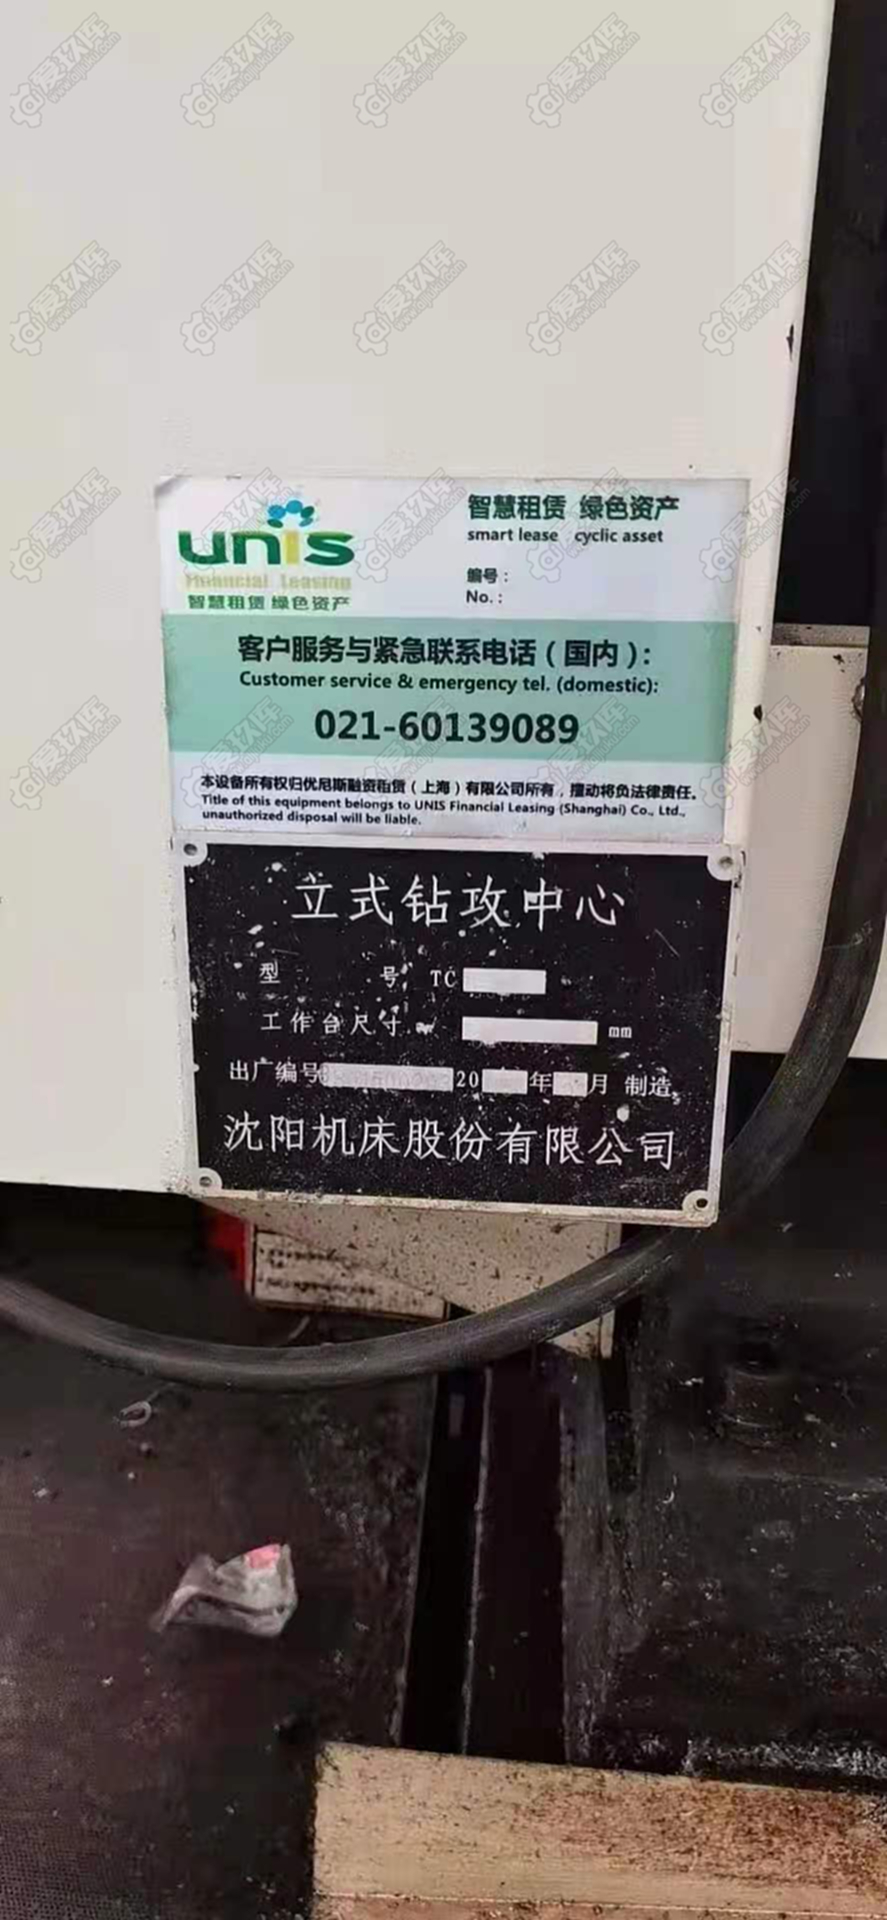 unis
Financial Leasing
智慧租赁 绿色资产
智慧租赁 绿色资产
smart lease cyclic asset
编号：
No.：
客户服务与紧急联系电话（国内）：
Customer service & emergency tel. (domestic):
021-60139089
本设备所有权归优尼斯融资租赁（上海）有限公司所有，擅动将负法律责任。
Title of this equipment belongs to UNIS Financial Leasing (Shanghai) Co., Ltd.,
unauthorized disposal will be liable.
立式钻攻中心
型 号 TC
工作台尺寸 mm
出广编号 20 年 月 制造
沈阳机床股份有限公司
爱玖库